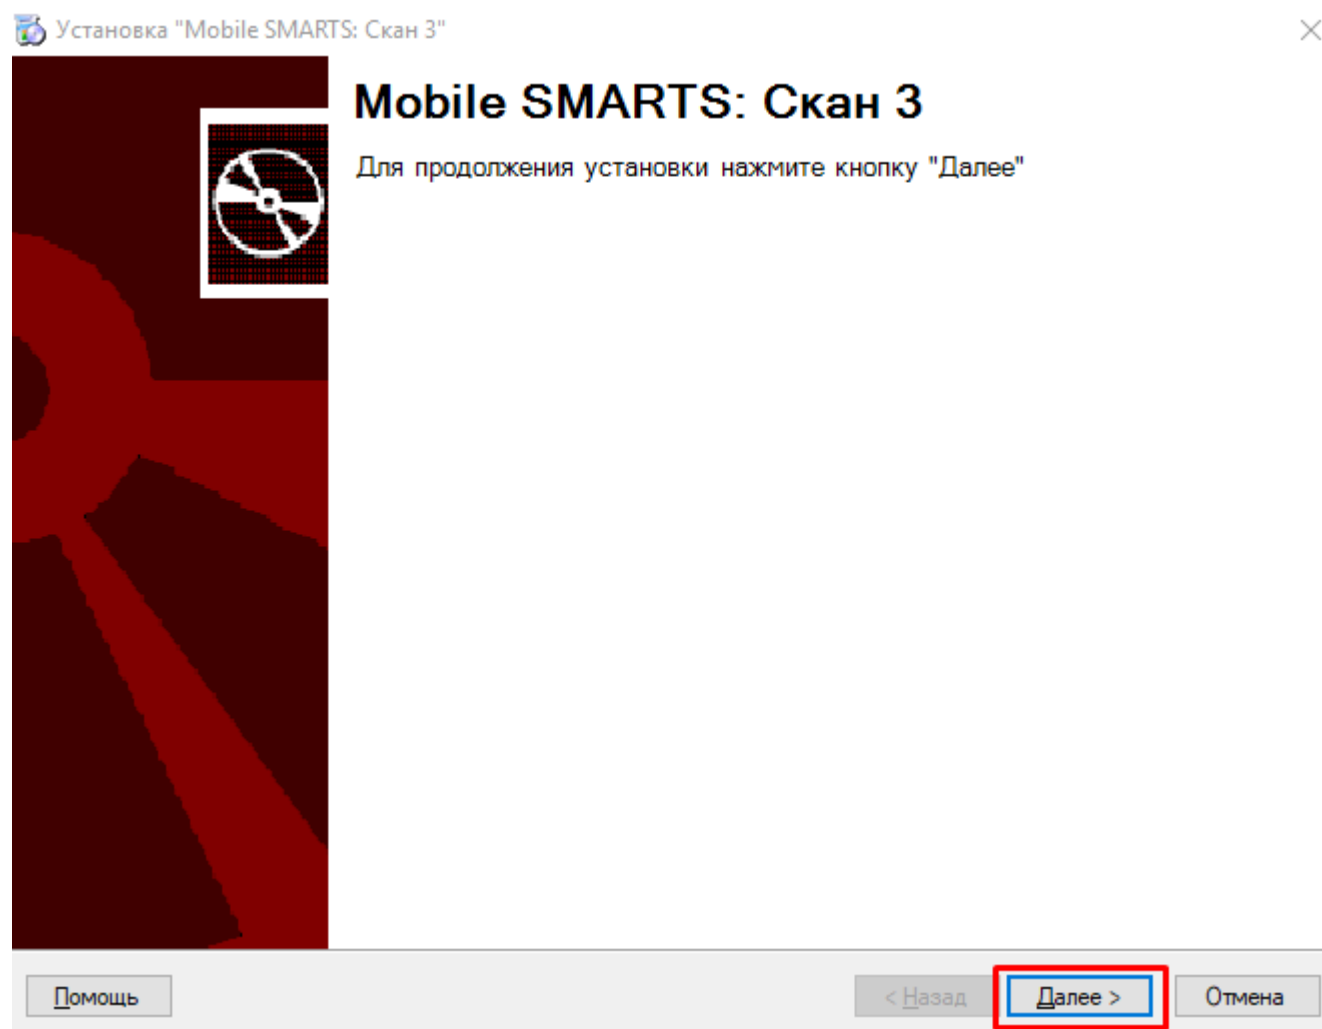 Установка "Mobile SMARTS: Скан 3"
Mobile SMARTS: Скан 3
Для продолжения установки нажмите кнопку "Далее"
Помощь
< Назад
Далее >
Отмена